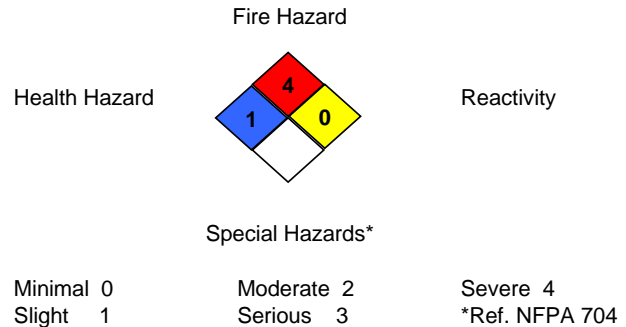 Fire Hazard
4
Health Hazard 1 0 Reactivity
Special Hazards*
Minimal 0 Moderate 2 Severe 4
Slight 1 Serious 3 *Ref. NFPA 704